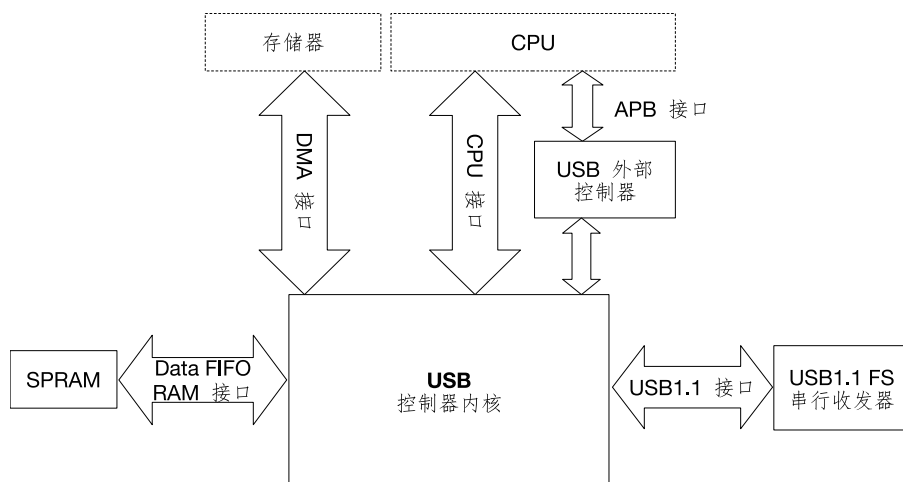 存储器
CPU
DMA 接口
CPU 接口
APB 接口
USB 外部
控制器
SPRAM
Data FIFO
RAM 接口
USB
控制器内核
USB1.1 接口
USB1.1 FS
串行收发器